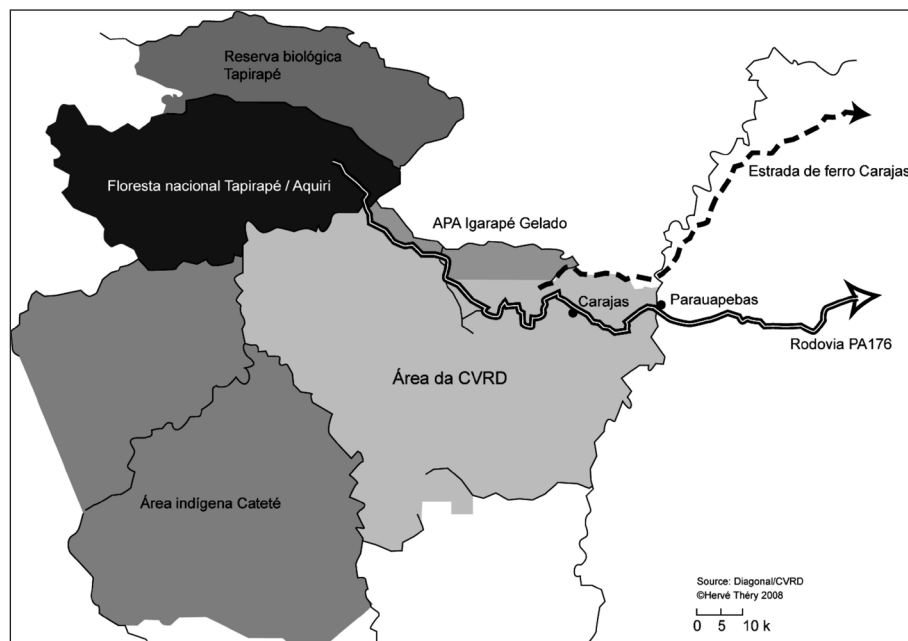 Reserva biológica
Tapirapé
Floresta nacional Tapirapé / Aquiri
Estrada de ferro Carajas
APA Igarapé Gelado
Carajas
Parauapebas
Rodovia PA176
Área da CVRD
Área indígena Cateté
Source: Diagonal/CVRD
©Hervé Théry 2008
0 5 10 k